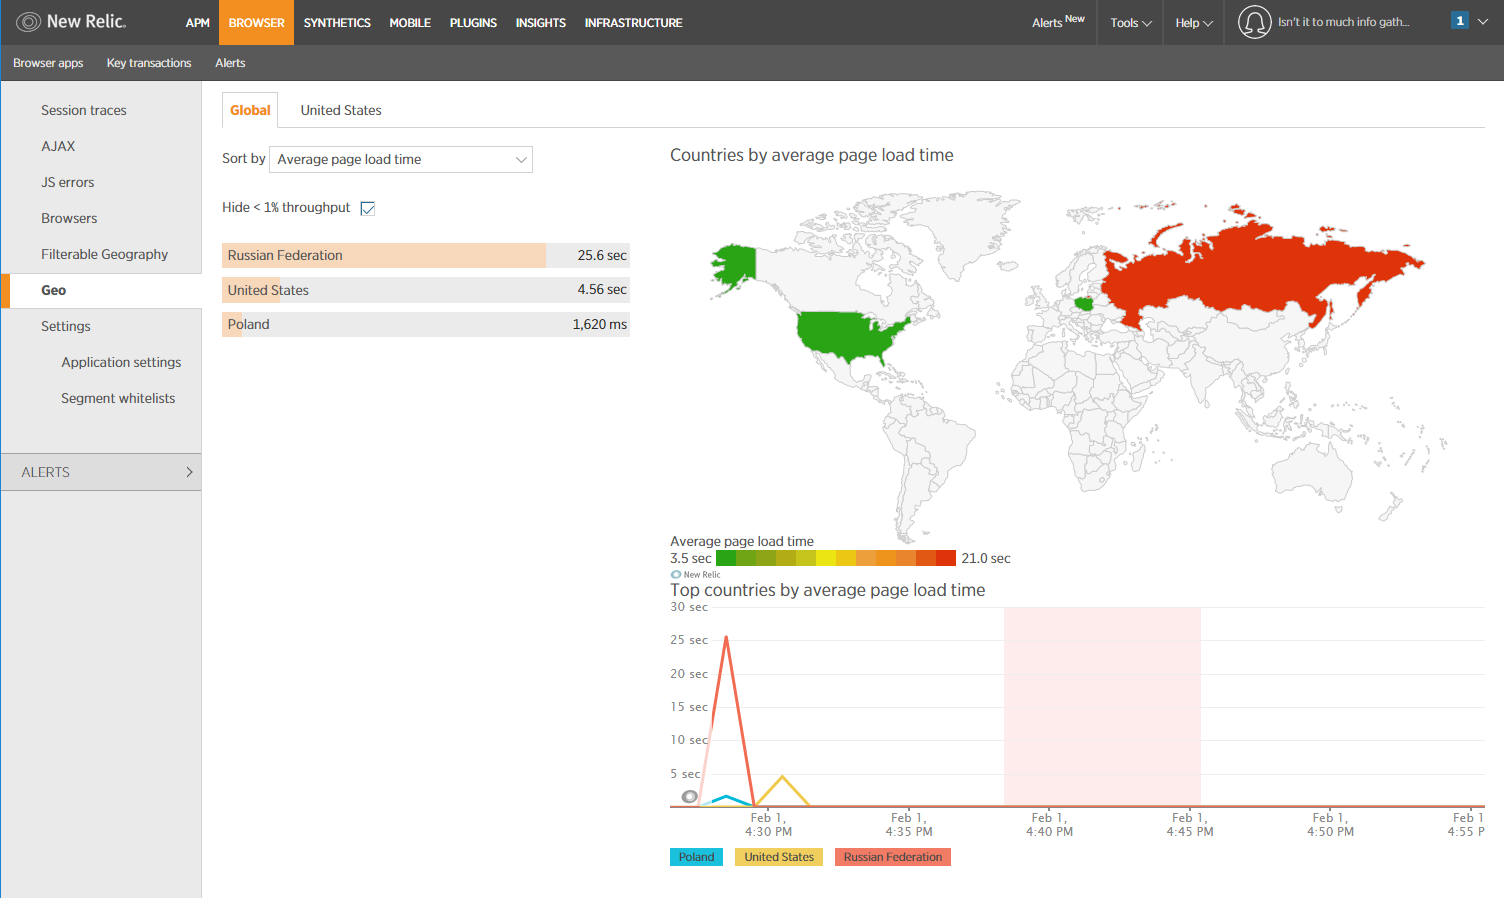 New Relic.
APM BROWSER SYNTHETICS MOBILE PLUGINS INSIGHTS INFRASTRUCTURE Alerts New Tools Help Isn't it to much info gath... 1
Browser apps Key transactions Alerts
Session traces
AJAX
JS errors
Browsers
Filterable Geography
Geo
Settings
Application settings
Segment whitelists
ALERTS
Global United States
Sort by Average page load time
Hide < 1% throughput
Russian Federation 25.6 sec
United States 4.56 sec
Poland 1,620 ms
Countries by average page load time
Average page load time
3.5 sec 21.0 sec
New Relic
Top countries by average page load time
30 sec
25 sec
20 sec
15 sec
10 sec
5 sec
Feb 1, Feb 1, Feb 1, Feb 1, Feb 1, Feb 1
4:30 PM 4:35 PM 4:40 PM 4:45 PM 4:50 PM 4:55 P
Poland United States Russian Federation